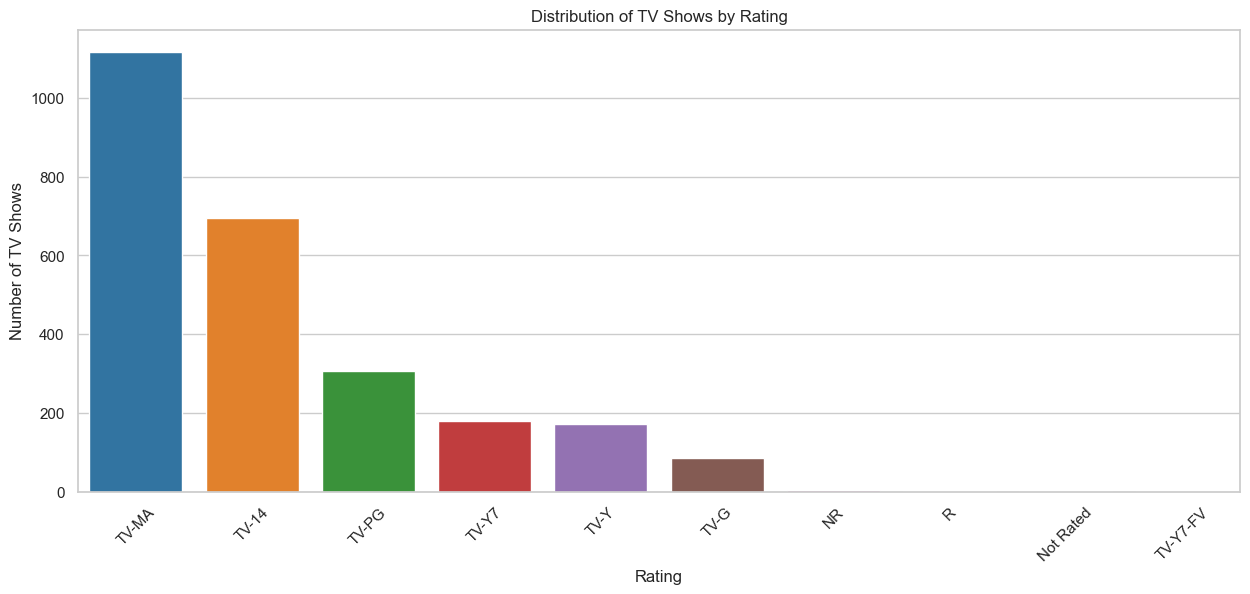 Distribution of TV Shows by Rating
Number of TV Shows
1000
800
600
400
200
0
TV-MA
TV-14
TV-PG
TV-Y7
TV-Y
TV-G
NR
R
Not Rated
TV-Y7-FV
Rating